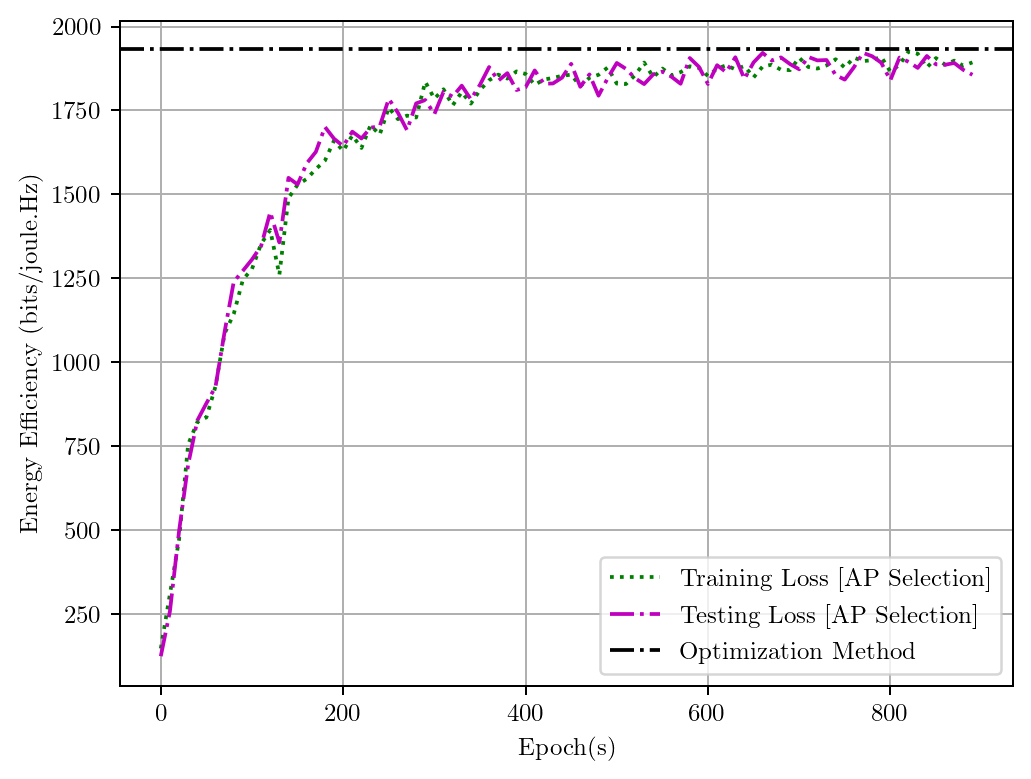 2000
1750
1500
1250
1000
750
500
250
Energy Efficiency (bits/joule.Hz)
Training Loss [AP Selection]
Testing Loss [AP Selection]
Optimization Method
0
200
400
600
800
Epoch(s)